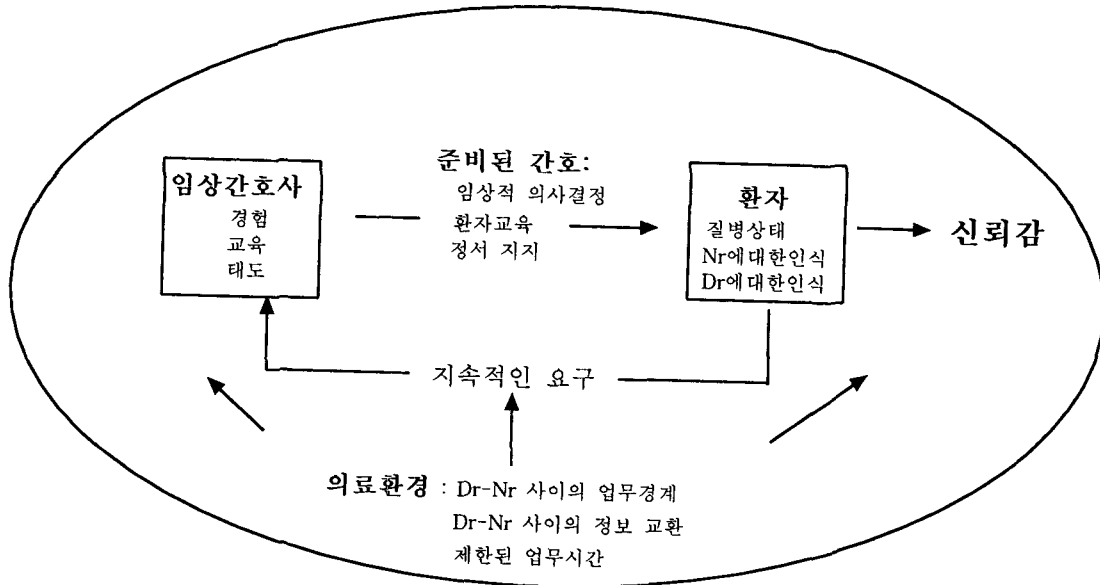 임상간호사
경험
교육
태도
준비된 간호:
임상적 의사결정
환자교육
정서 지지
환자
질병상태
Nr에대한인식
Dr에대한인식
신뢰감
지속적인 요구
의료환경 : Dr-Nr 사이의 업무경계
Dr-Nr 사이의 정보 교환
제한된 업무시간